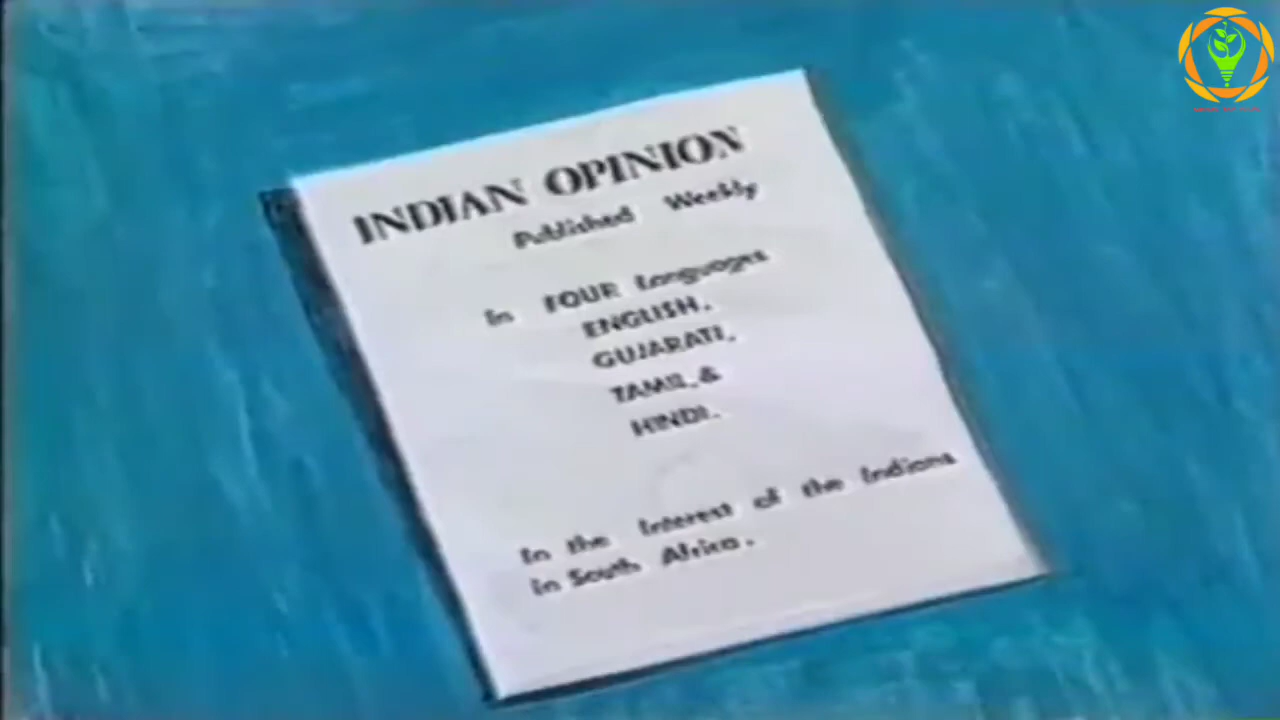 INDIAN OPINION
Published Weekly
In FOUR Languages
ENGLISH,
GUJARATI,
TAMIL,&
HINDI.
In the Interest of the Indians
in South Africa.